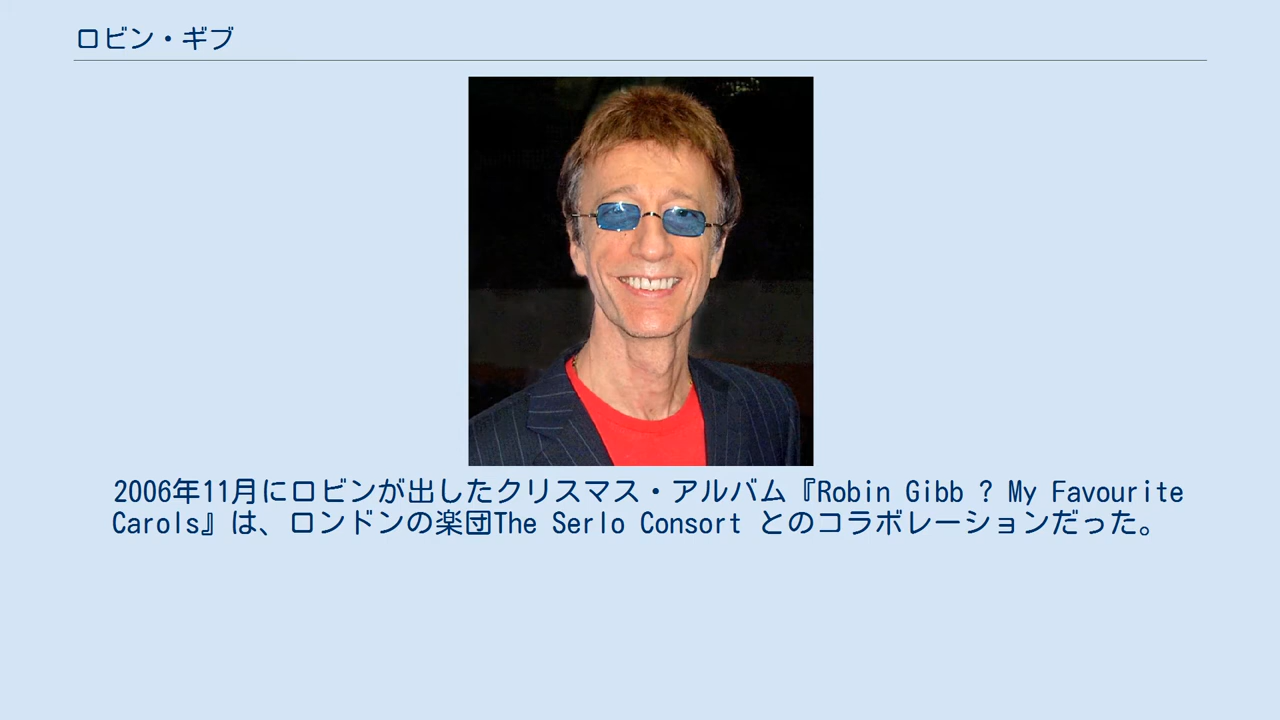 ロビン・ギブ
2006年11月にロビンが出したクリスマス・アルバム『Robin Gibb ? My Favourite
Carols』は、ロンドンの楽団The Serlo Consort とのコラボレーションだった。